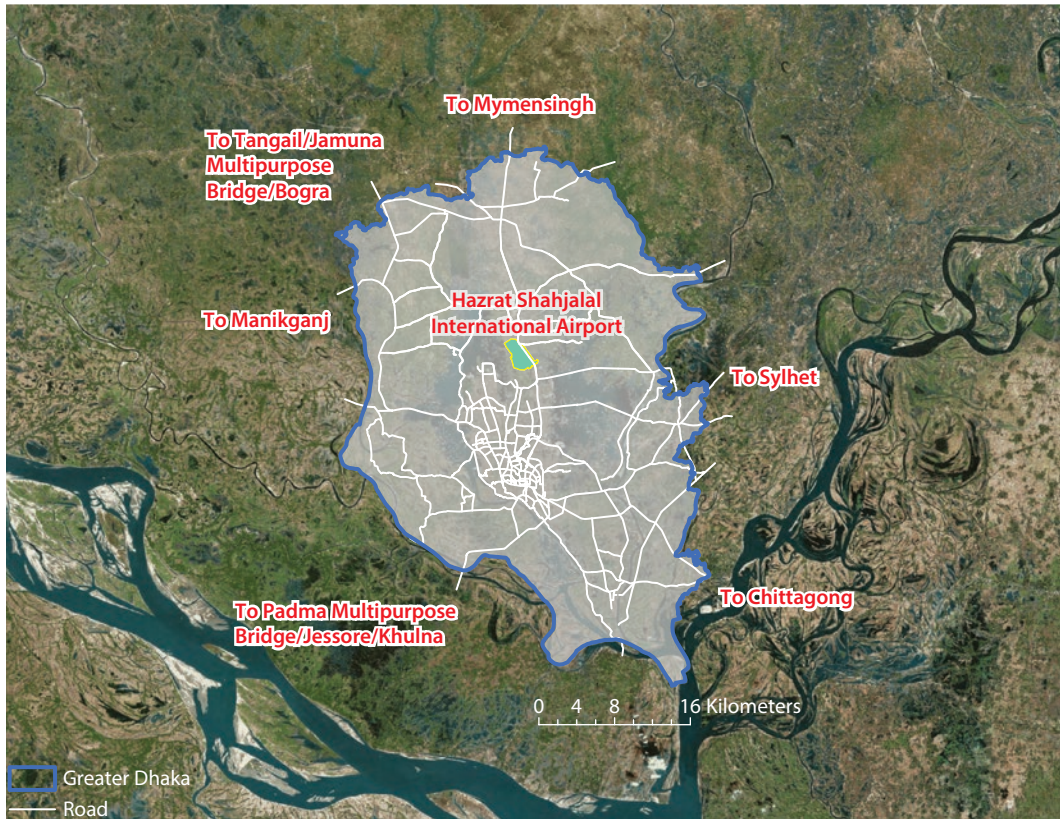 To Mymensingh
To Tangail/Jamuna
Multipurpose
Bridge/Bogra
Hazrat Shahjalal
International Airport
To Manikganj
To Sylhet
To Padma Multipurpose
Bridge/Jessore/Khulna
To Chittagong
0 4 8 16 Kilometers
Greater Dhaka
Road